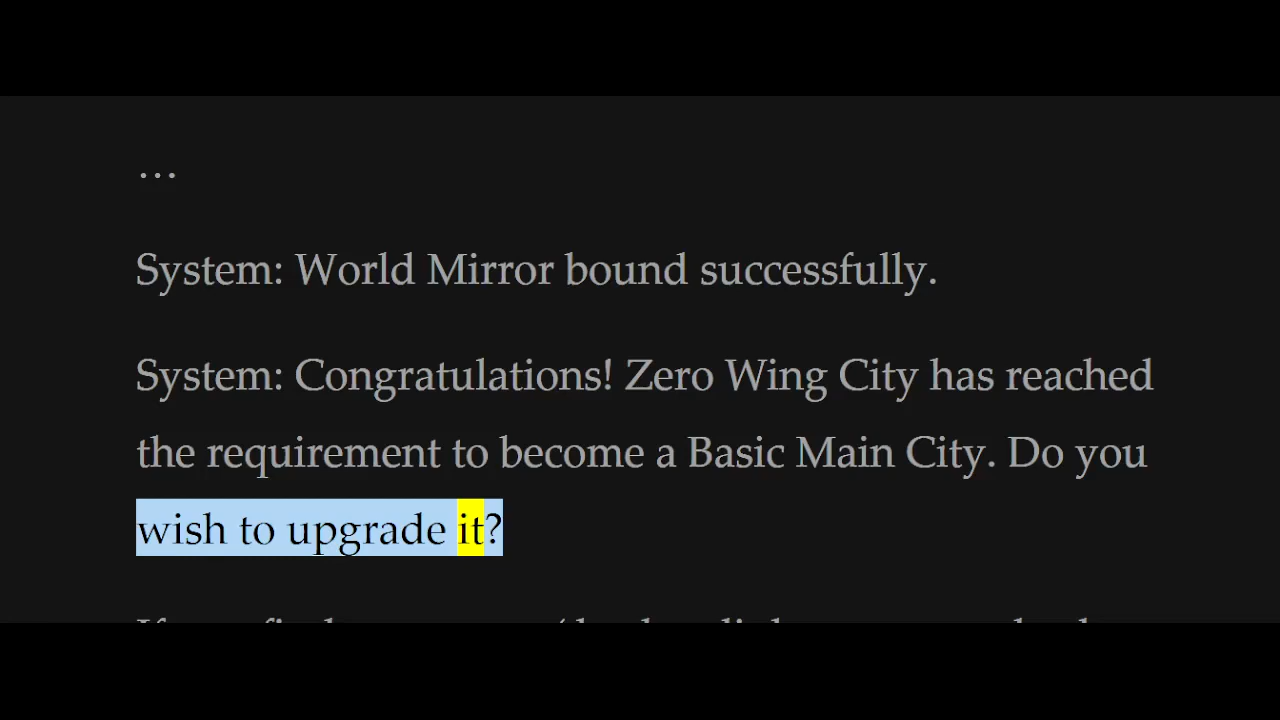 ...
System: World Mirror bound successfully.
System: Congratulations! Zero Wing City has reached
the requirement to become a Basic Main City. Do you
wish to upgrade it?